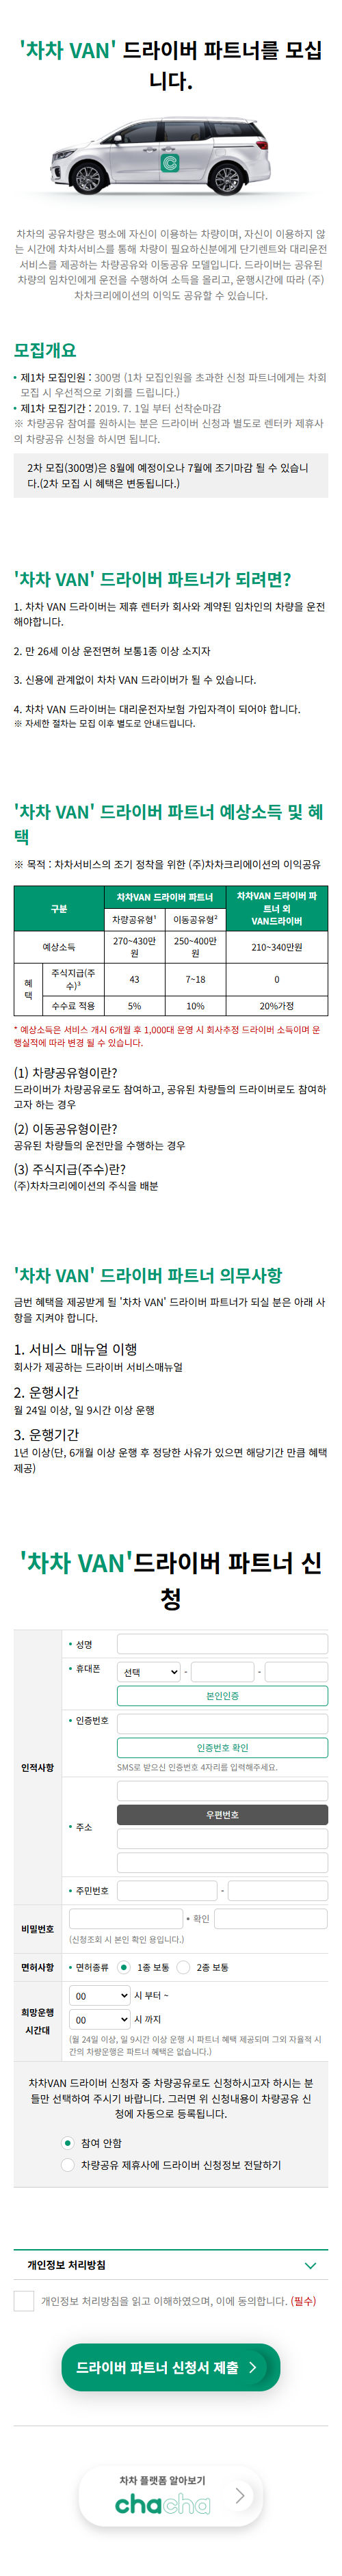 '차차 VAN' 드라이버 파트너를 모십
니다.
차차의 공유차량은 평소에 자신이 이용하는 차량이며, 자신이 이용하지 않
는 시간에 차차서비스를 통해 차량이 필요하신분에게 단기렌트와 대리운전
서비스를 제공하는 차량공유와 이동공유 모델입니다. 드라이버는 공유된
차량의 임차인에게 운전을 수행하여 소득을 올리고, 운행시간에 따라 (주)
차차크리에이션의 이익도 공유할 수 있습니다.
모집개요
• 제1차 모집인원 : 300명 (1차 모집인원을 초과한 신청 파트너에게는 차회
모집 시 우선적으로 기회를 드립니다.)
• 제1차 모집기간 : 2019. 7. 1일 부터 선착순마감
※ 차량공유 참여를 원하시는 분은 드라이버 신청과 별도로 렌터카 제휴사
의 차량공유 신청을 하시면 됩니다.
2차 모집(300명)은 8월에 예정이오나 7월에 조기마감 될 수 있습니
다.(2차 모집 시 혜택은 변동됩니다.)
'차차 VAN' 드라이버 파트너가 되려면?
1. 차차 VAN 드라이버는 제휴 렌터카 회사와 계약된 임차인의 차량을 운전
해야합니다.
2. 만 26세 이상 운전면허 보통1종 이상 소지자
3. 신용에 관계없이 차차 VAN 드라이버가 될 수 있습니다.
4. 차차 VAN 드라이버는 대리운전자보험 가입자격이 되어야 합니다.
※ 자세한 절차는 모집 이후 별도로 안내드립니다.
'차차 VAN' 드라이버 파트너 예상소득 및 혜
택
※ 목적 : 차차서비스의 조기 정착을 위한 (주)차차크리에이션의 이익공유
구분
차차VAN 드라이버 파트너
차차VAN 드라이버 파
트너 외
VAN드라이버
차량공유형¹
이동공유형²
예상소득
270~430만
원
250~400만
원
210~340만원
혜
택
주식지급(주
수)³
43
7~18
0
수수료 적용
5%
10%
20%가정
* 예상소득은 서비스 개시 6개월 후 1,000대 운영 시 회사추정 드라이버 소득이며 운
행실적에 따라 변경 될 수 있습니다.
(1) 차량공유형이란?
드라이버가 차량공유로도 참여하고, 공유된 차량들의 드라이버로도 참여하
고자 하는 경우
(2) 이동공유형이란?
공유된 차량들의 운전만을 수행하는 경우
(3) 주식지급(주수)란?
(주)차차크리에이션의 주식을 배분
'차차 VAN' 드라이버 파트너 의무사항
금번 혜택을 제공받게 될 '차차 VAN' 드라이버 파트너가 되실 분은 아래 사
항을 지켜야 합니다.
1. 서비스 매뉴얼 이행
회사가 제공하는 드라이버 서비스매뉴얼
2. 운행시간
월 24일 이상, 일 9시간 이상 운행
3. 운행기간
1년 이상(단, 6개월 이상 운행 후 정당한 사유가 있으면 해당기간 만큼 혜택
제공)
'차차 VAN'드라이버 파트너 신
청
인적사항
• 성명
• 휴대폰
선택
-
-
본인인증
• 인증번호
인증번호 확인
SMS로 받으신 인증번호 4자리를 입력해주세요.
• 주소
우편번호
• 주민번호
-
비밀번호
• 확인
(신청조회 시 본인 확인 용입니다.)
면허사항
• 면허종류
1종 보통
2종 보통
희망운행
시간대
00
시 부터 ~
00
시 까지
(월 24일 이상, 일 9시간 이상 운행 시 파트너 혜택 제공되며 그외 자율적 시
간의 차량운행은 파트너 혜택은 없습니다.)
차차VAN 드라이버 신청자 중 차량공유로도 신청하시고자 하시는 분
들만 선택하여 주시기 바랍니다. 그러면 위 신청내용이 차량공유 신
청에 자동으로 등록됩니다.
참여 안함
차량공유 제휴사에 드라이버 신청정보 전달하기
개인정보 처리방침
개인정보 처리방침을 읽고 이해하였으며, 이에 동의합니다. (필수)
드라이버 파트너 신청서 제출
차차 플랫폼 알아보기
chacha